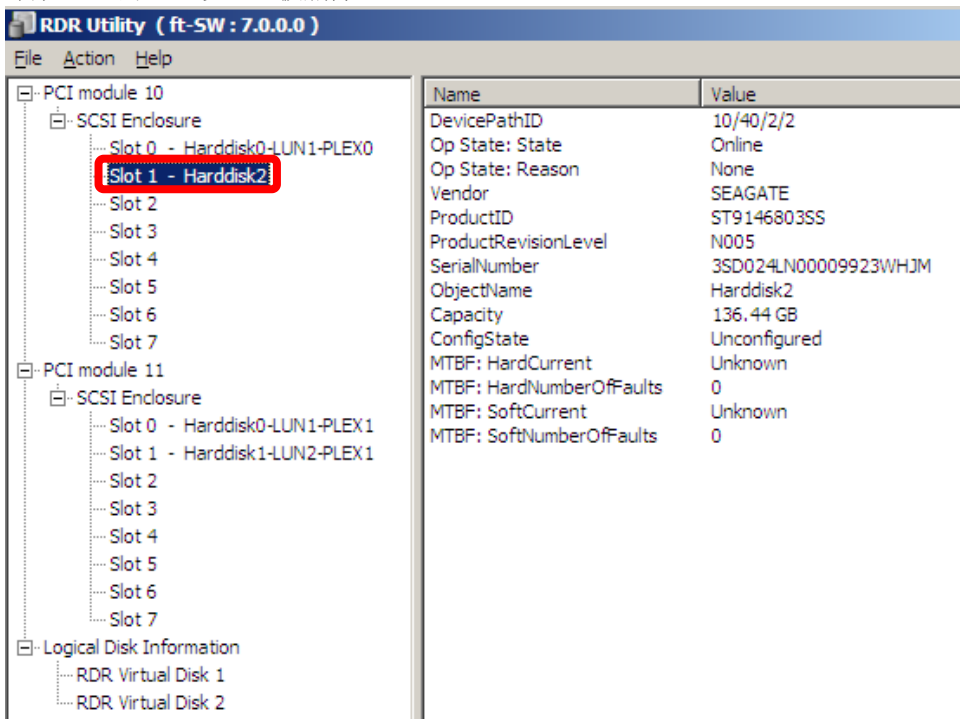 RDR Utility ( ft-SW : 7.0.0.0 )
File Action Help
PCI module 10
SCSI Enclosure
Slot 0 - Harddisk0-LUN1-PLEX0
Slot 1 - Harddisk2
Slot 2
Slot 3
Slot 4
Slot 5
Slot 6
Slot 7
PCI module 11
SCSI Enclosure
Slot 0 - Harddisk0-LUN1-PLEX1
Slot 1 - Harddisk1-LUN2-PLEX1
Slot 2
Slot 3
Slot 4
Slot 5
Slot 6
Slot 7
Logical Disk Information
RDR Virtual Disk 1
RDR Virtual Disk 2
Name Value
DevicePathID 10/40/2/2
Op State: State Online
Op State: Reason None
Vendor SEAGATE
ProductID ST9146803SS
ProductRevisionLevel N005
SerialNumber 3SD024LN00009923WHJM
ObjectName Harddisk2
Capacity 136.44 GB
ConfigState Unconfigured
MTBF: HardCurrent Unknown
MTBF: HardNumberOfFaults 0
MTBF: SoftCurrent Unknown
MTBF: SoftNumberOfFaults 0